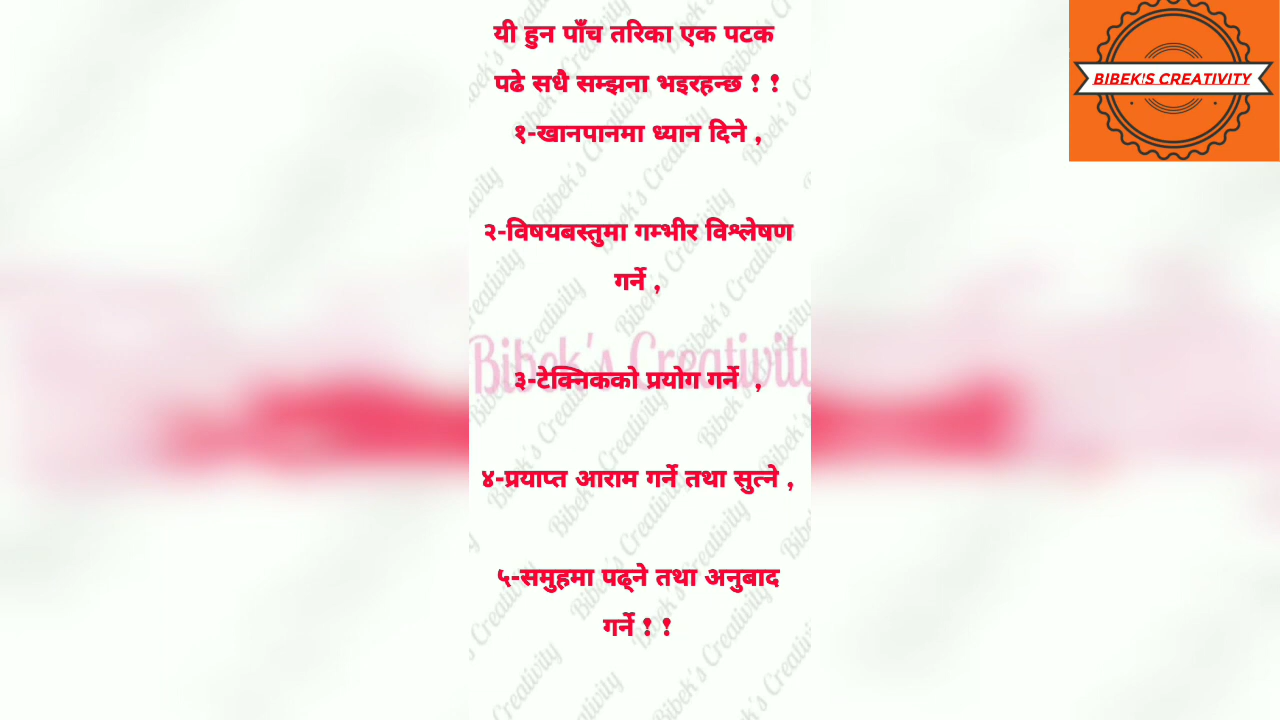 यी हुन पाँच तरिका एक पटक
पढे सधै सम्झना भइरहन्छ ! !
१-खानपानमा ध्यान दिने ,
२-विषयबस्तुमा गम्भीर विश्लेषण
गर्ने ,
३-टेक्निकको प्रयोग गर्ने ,
४-प्रयाप्त आराम गर्ने तथा सुत्ने ,
५-समुहमा पढ्ने तथा अनुबाद
गर्ने ! !
BIBEK'S CREATIVITY
Bibek's Creativity